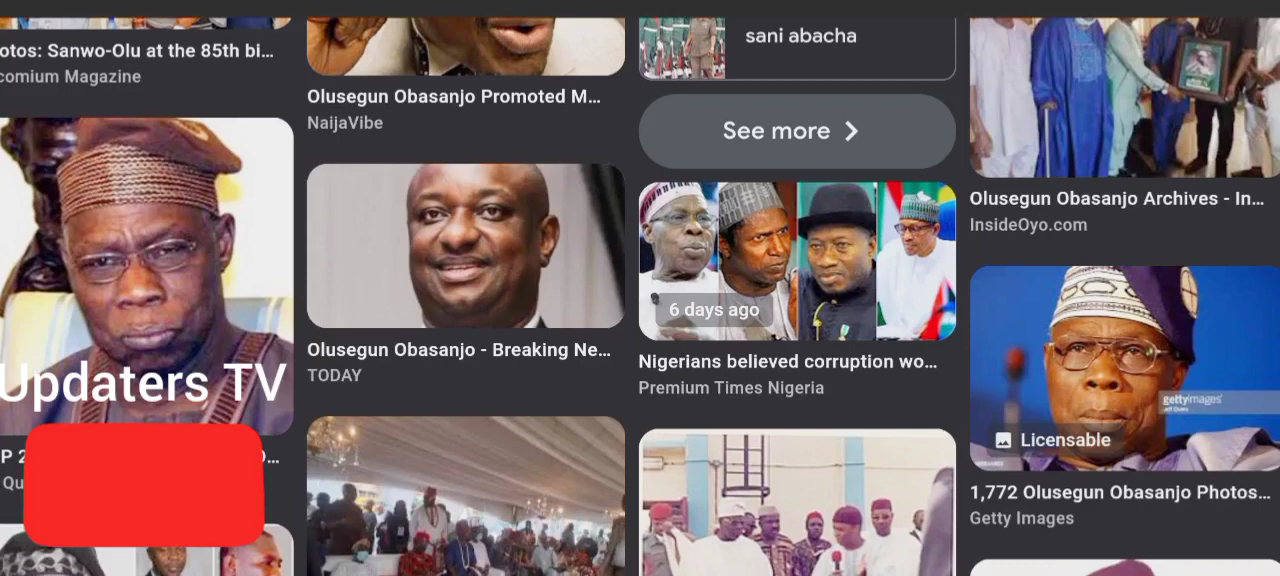 otos: Sanwo-Olu at the 85th bi...
comium Magazine
Updaters TV
P 2
Qu
Olusegun Obasanjo Promoted M...
NaijaVibe
Olusegun Obasanjo - Breaking Ne...
TODAY
sani abacha
See more
6 days ago
Nigerians believed corruption wo...
Premium Times Nigeria
Olusegun Obasanjo Archives - In...
InsideOyo.com
gettyimages
Licensable
1,772 Olusegun Obasanjo Photos...
Getty Images